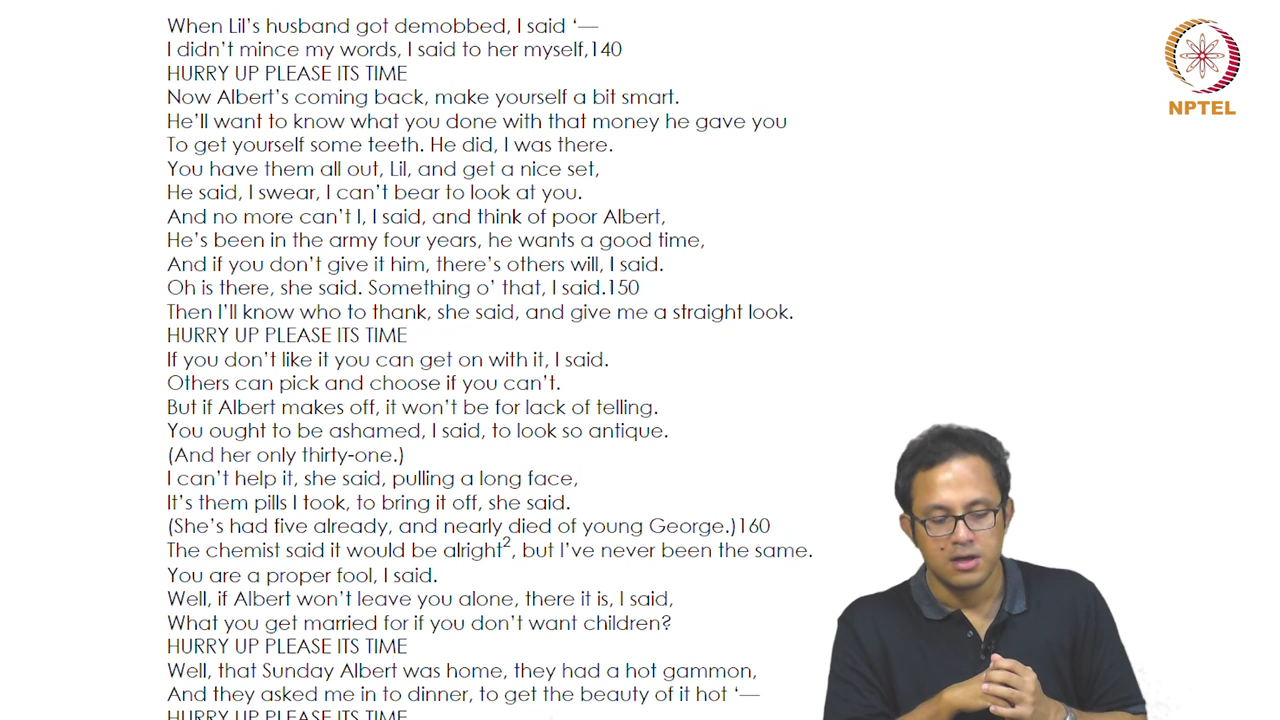 When Lil’s husband got demobbed, I said ‘—
I didn’t mince my words, I said to her myself,140
HURRY UP PLEASE ITS TIME
Now Albert’s coming back, make yourself a bit smart.
He’ll want to know what you done with that money he gave you
To get yourself some teeth. He did, I was there.
You have them all out, Lil, and get a nice set,
He said, I swear, I can’t bear to look at you.
And no more can’t I, I said, and think of poor Albert,
He’s been in the army four years, he wants a good time,
And if you don’t give it him, there’s others will, I said.
Oh is there, she said. Something o’ that, I said.150
Then I’ll know who to thank, she said, and give me a straight look.
HURRY UP PLEASE ITS TIME
If you don’t like it you can get on with it, I said.
Others can pick and choose if you can’t.
But if Albert makes off, it won’t be for lack of telling.
You ought to be ashamed, I said, to look so antique.
(And her only thirty-one.)
I can’t help it, she said, pulling a long face,
It’s them pills I took, to bring it off, she said.
(She’s had five already, and nearly died of young George.)160
The chemist said it would be alright², but I’ve never been the same.
You are a proper fool, I said.
Well, if Albert won’t leave you alone, there it is, I said,
What you get married for if you don’t want children?
HURRY UP PLEASE ITS TIME
Well, that Sunday Albert was home, they had a hot gammon,
And they asked me in to dinner, to get the beauty of it hot ‘—
HURRY UP PLEASE ITS TIME
NPTEL